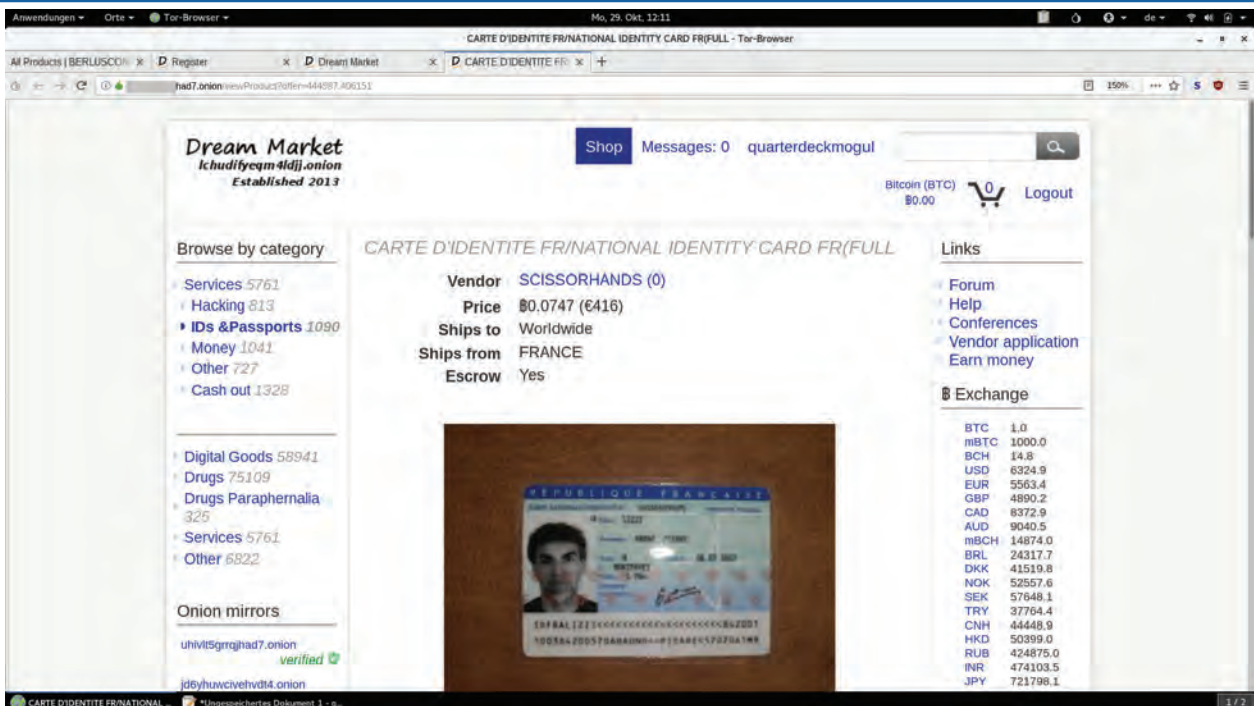 Anwendungen Orte Tor-Browser Mo, 29. Okt, 12:11 de
CARTE D'IDENTITE FR/NATIONAL IDENTITY CARD FR(FULL - Tor-Browser
All Products | BERLUSCONI Register Dream Market CARTE D'IDENTITE FR
had7.onion/viewProduct?offer=444987.406151 150%
Dream Market
lchudifyeqm4ldjj.onion
Established 2013
Shop Messages: 0 quarterdeckmogul
Bitcoin (BTC)
฿0.00
0
Logout
Browse by category
Services 5761
Hacking 813
IDs &Passports 1090
Money 1041
Other 727
Cash out 1328
Digital Goods 58941
Drugs 75109
Drugs Paraphernalia
325
Services 5761
Other 6822
Onion mirrors
uhivlt5grrqjhad7.onion
verified
jd6yhuwcivehvdt4.onion
CARTE D'IDENTITE FR/NATIONAL IDENTITY CARD FR(FULL
Vendor SCISSORHANDS (0)
Price ฿0.0747 (€416)
Ships to Worldwide
Ships from FRANCE
Escrow Yes
REPUBLIQUE FRANCAISE
Links
Forum
Help
Conferences
Vendor application
Earn money
฿ Exchange
BTC 1.0
mBTC 1000.0
BCH 14.8
USD 6324.9
EUR 5563.4
GBP 4890.2
CAD 8372.9
AUD 9040.5
mBCH 14874.0
BRL 24317.7
DKK 41519.8
NOK 52557.6
SEK 57648.1
TRY 37764.4
CNH 44448.9
HKD 50399.0
RUB 424875.0
INR 474103.5
JPY 721798.1
CARTE D'IDENTITE FR/NATIONAL ... *Ungespeichertes Dokument 1 - g... 1 / 2